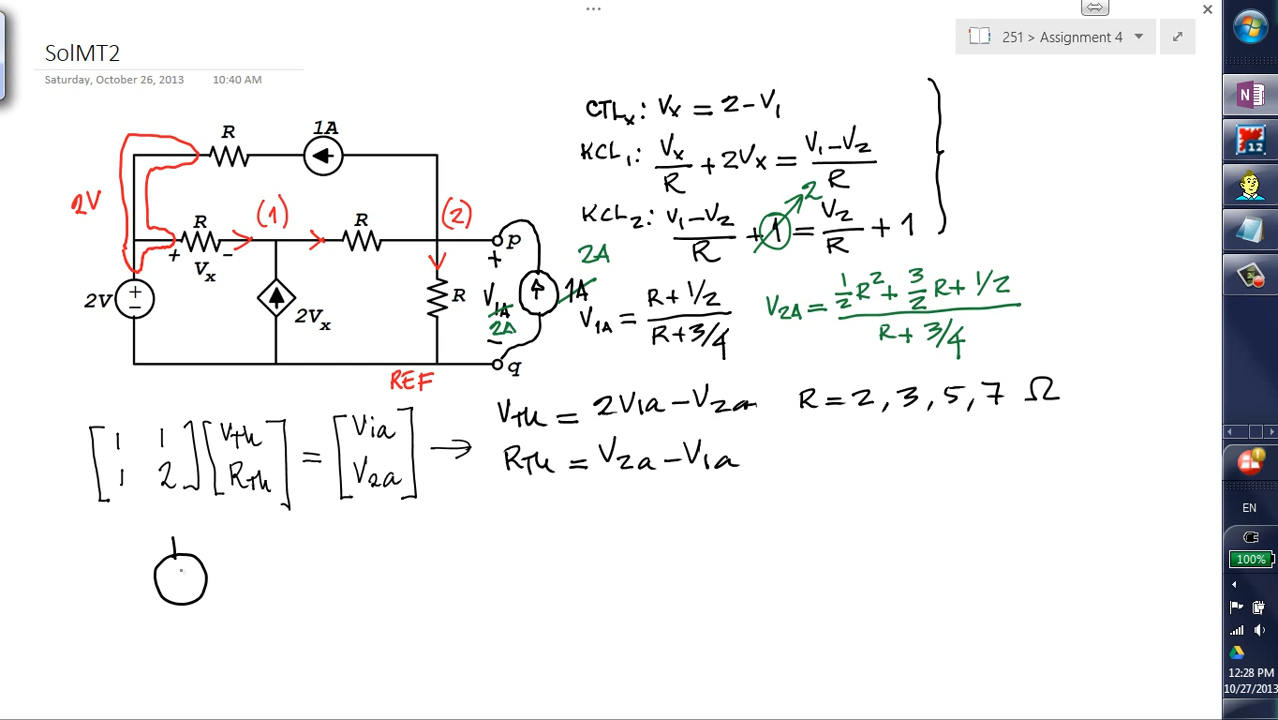 SolMT2
Saturday, October 26, 2013 10:40 AM
251 > Assignment 4
R
1A
2V
R
(1)
R
(2)
p
+
+ Vx -
2V
+
-
2Vx
R
V1A
2A
-
1A
2A
q
REF
CTLx: Vx = 2 - V1
KCL1: Vx/R + 2Vx = (V1 - V2)/R
KCL2: (V1 - V2)/R + 1 = V2/R + 1
2
V1A = (R + 1/2)/(R + 3/4)
V2A = (1/2 R² + 3/2 R + 1/2)/(R + 3/4)
[1 1; 1 2] [VTh; RTh] = [V1a; V2a] →
VTh = 2V1a - V2a
R = 2, 3, 5, 7 Ω
RTh = V2a - V1a
EN
100%
12:28 PM
10/27/2013